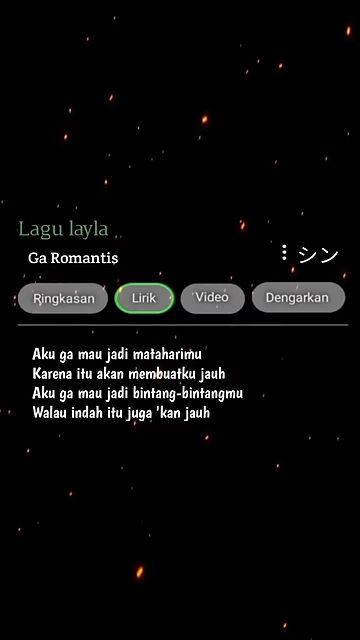 Lagu layla
Ga Romantis
シン
Ringkasan
Lirik
Video
Dengarkan
Aku ga mau jadi mataharimu
Karena itu akan membuatku jauh
Aku ga mau jadi bintang-bintangmu
Walau indah itu juga 'kan jauh